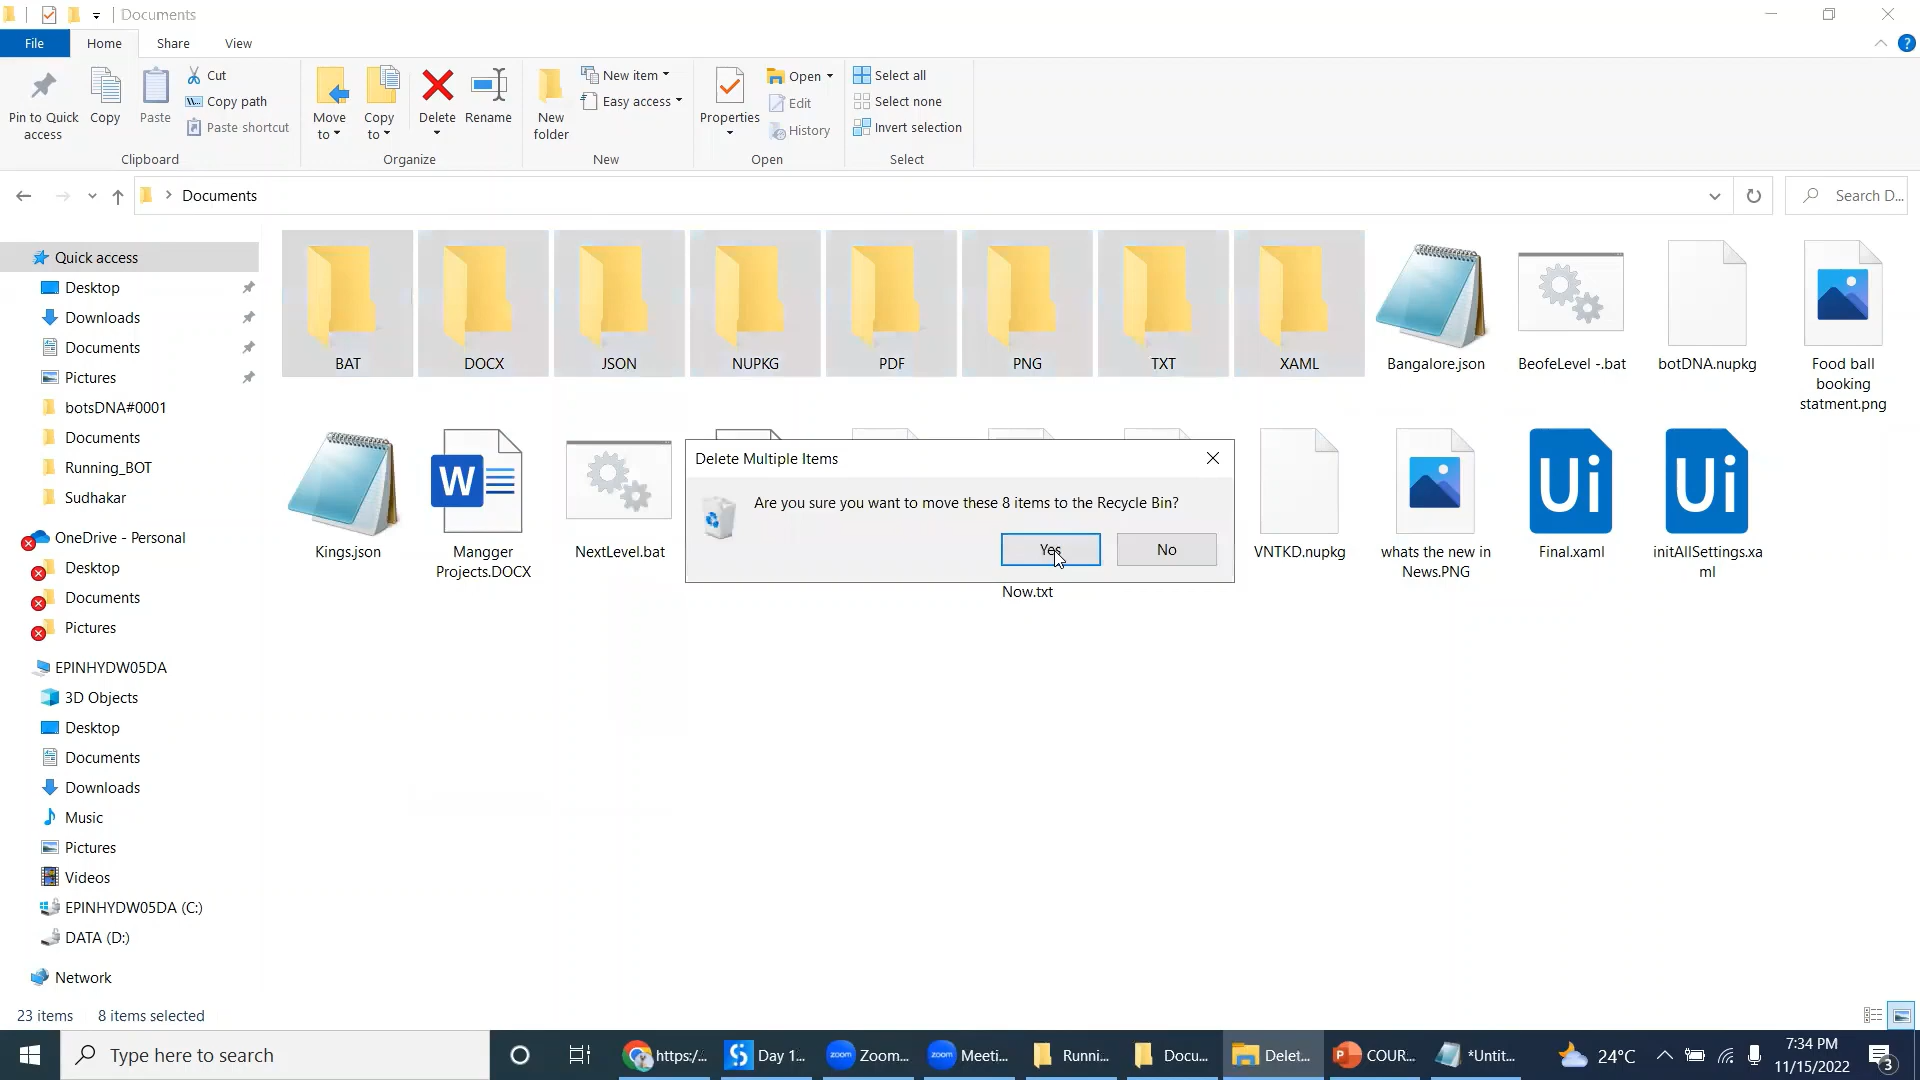 Documents
File Home Share View
Pin to Quick access
Copy
Paste
Cut
Copy path
Paste shortcut
Clipboard
Move to
Copy to
Delete
Rename
Organize
New folder
New item
Easy access
New
Properties
Open
Edit
History
Open
Select all
Select none
Invert selection
Select
Documents
Search D...
Quick access
Desktop
Downloads
Documents
Pictures
botsDNA#0001
Documents
Running_BOT
Sudhakar
OneDrive - Personal
Desktop
Documents
Pictures
EPINHYDW05DA
3D Objects
Desktop
Documents
Downloads
Music
Pictures
Videos
EPINHYDW05DA (C:)
DATA (D:)
Network
BAT
DOCX
JSON
NUPKG
PDF
PNG
TXT
XAML
Bangalore.json
BeofeLevel -.bat
botDNA.nupkg
Food ball
booking
statment.png
Kings.json
Mangger
Projects.DOCX
NextLevel.bat
Now.txt
VNTKD.nupkg
whats the new in
News.PNG
Final.xaml
initAllSettings.xa
ml
Delete Multiple Items
Are you sure you want to move these 8 items to the Recycle Bin?
Yes
No
23 items 8 items selected
Type here to search
https:/...
Day 1...
Zoom...
Meeti...
Runni...
Docu...
Delet...
COUR...
*Untit...
24°C
7:34 PM
11/15/2022
3